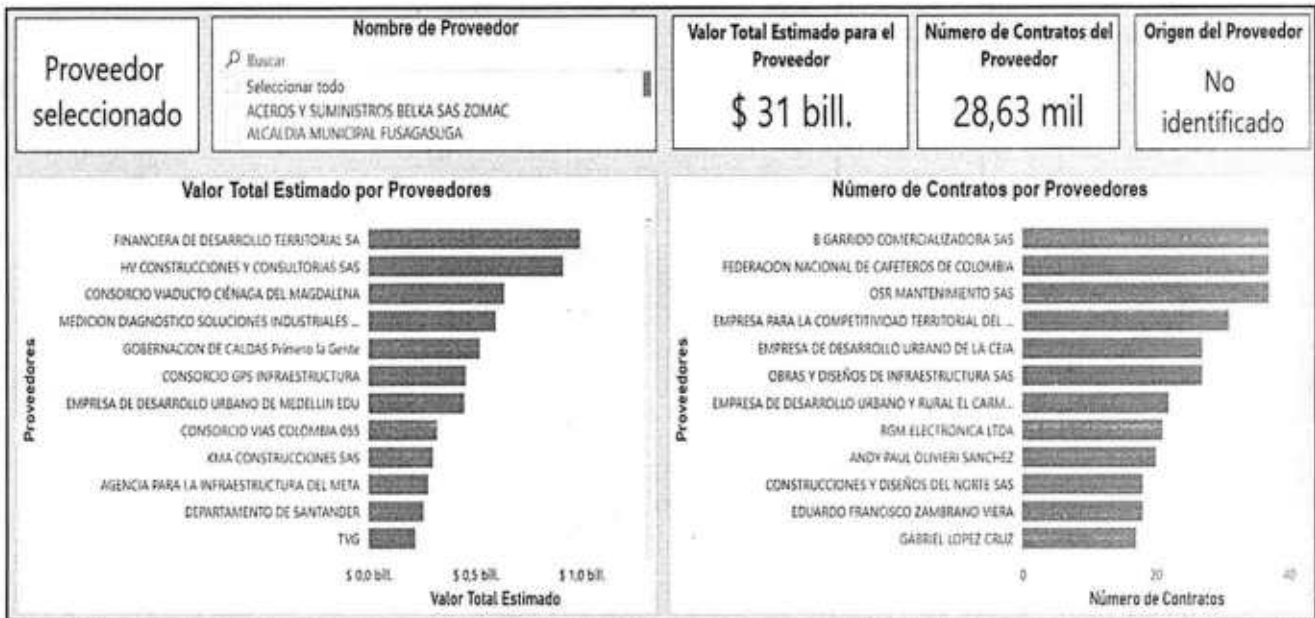 Proveedor
seleccionado
Nombre de Proveedor
Buscar
Seleccionar todo
ACEROS Y SUMINISTROS BELKA SAS ZOMAC
ALCALDIA MUNICIPAL FUSAGASUGA
Valor Total Estimado para el
Proveedor
$ 31 bill.
Número de Contratos del
Proveedor
28,63 mil
Origen del Proveedor
No
identificado
Valor Total Estimado por Proveedores
Proveedores
FINANCIERA DE DESARROLLO TERRITORIAL SA
HV CONSTRUCCIONES Y CONSULTORIAS SAS
CONSORCIO VIADUCTO CIÉNAGA DEL MAGDALENA
MEDICION DIAGNOSTICO SOLUCIONES INDUSTRIALES ...
GOBERNACION DE CALDAS Primero la Gente
CONSORCIO GPS INFRAESTRUCTURA
EMPRESA DE DESARROLLO URBANO DE MEDELLIN EDU
CONSORCIO VIAS COLOMBIA 055
KMA CONSTRUCCIONES SAS
AGENCIA PARA LA INFRAESTRUCTURA DEL META
DEPARTAMENTO DE SANTANDER
TVG
$ 0,0 bill. $ 0,5 bill. $ 1,0 bill.
Valor Total Estimado
Número de Contratos por Proveedores
Proveedores
B GARRIDO COMERCIALIZADORA SAS
FEDERACION NACIONAL DE CAFETEROS DE COLOMBIA
OSR MANTENIMIENTO SAS
EMPRESA PARA LA COMPETITIVIDAD TERRITORIAL DEL ...
EMPRESA DE DESARROLLO URBANO DE LA CEJA
OBRAS Y DISEÑOS DE INFRAESTRUCTURA SAS
EMPRESA DE DESARROLLO URBANO Y RURAL EL CARM...
RGM ELECTRONICA LTDA
ANDY PAUL OLIVIERI SANCHEZ
CONSTRUCCIONES Y DISEÑOS DEL NORTE SAS
EDUARDO FRANCISCO ZAMBRANO VIERA
GABRIEL LOPEZ CRUZ
0 20 40
Número de Contratos